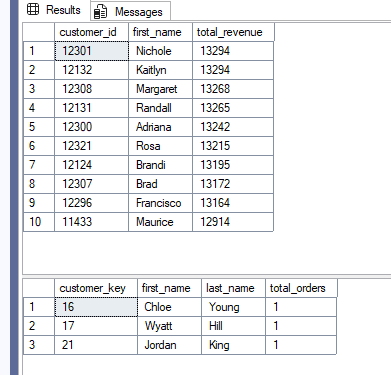 Results Messages
customer_id first_name total_revenue
1 12301 Nichole 13294
2 12132 Kaitlyn 13294
3 12308 Margaret 13268
4 12131 Randall 13265
5 12300 Adriana 13242
6 12321 Rosa 13215
7 12124 Brandi 13195
8 12307 Brad 13172
9 12296 Francisco 13164
10 11433 Maurice 12914
customer_key first_name last_name total_orders
1 16 Chloe Young 1
2 17 Wyatt Hill 1
3 21 Jordan King 1